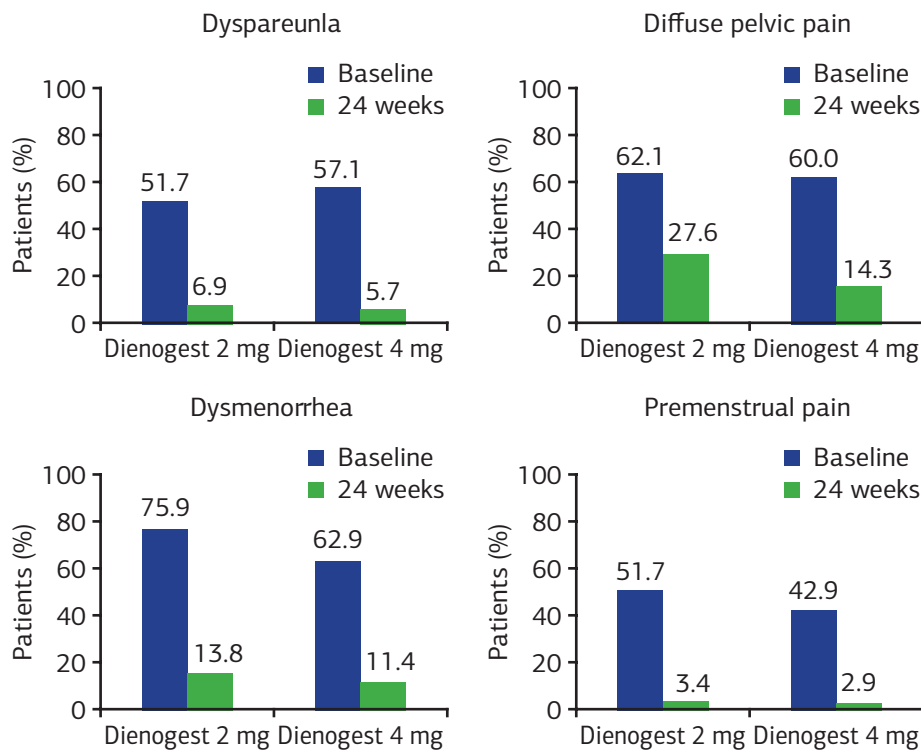 Dyspareunla
Baseline
24 weeks
Patients (%)
100
80
60
40
20
0
51.7
6.9
57.1
5.7
Dienogest 2 mg Dienogest 4 mg
Diffuse pelvic pain
Baseline
24 weeks
Patients (%)
100
80
60
40
20
0
62.1
27.6
60.0
14.3
Dienogest 2 mg Dienogest 4 mg
Dysmenorrhea
Baseline
24 weeks
Patients (%)
100
80
60
40
20
0
75.9
13.8
62.9
11.4
Dienogest 2 mg Dienogest 4 mg
Premenstrual pain
Baseline
24 weeks
Patients (%)
100
80
60
40
20
0
51.7
3.4
42.9
2.9
Dienogest 2 mg Dienogest 4 mg